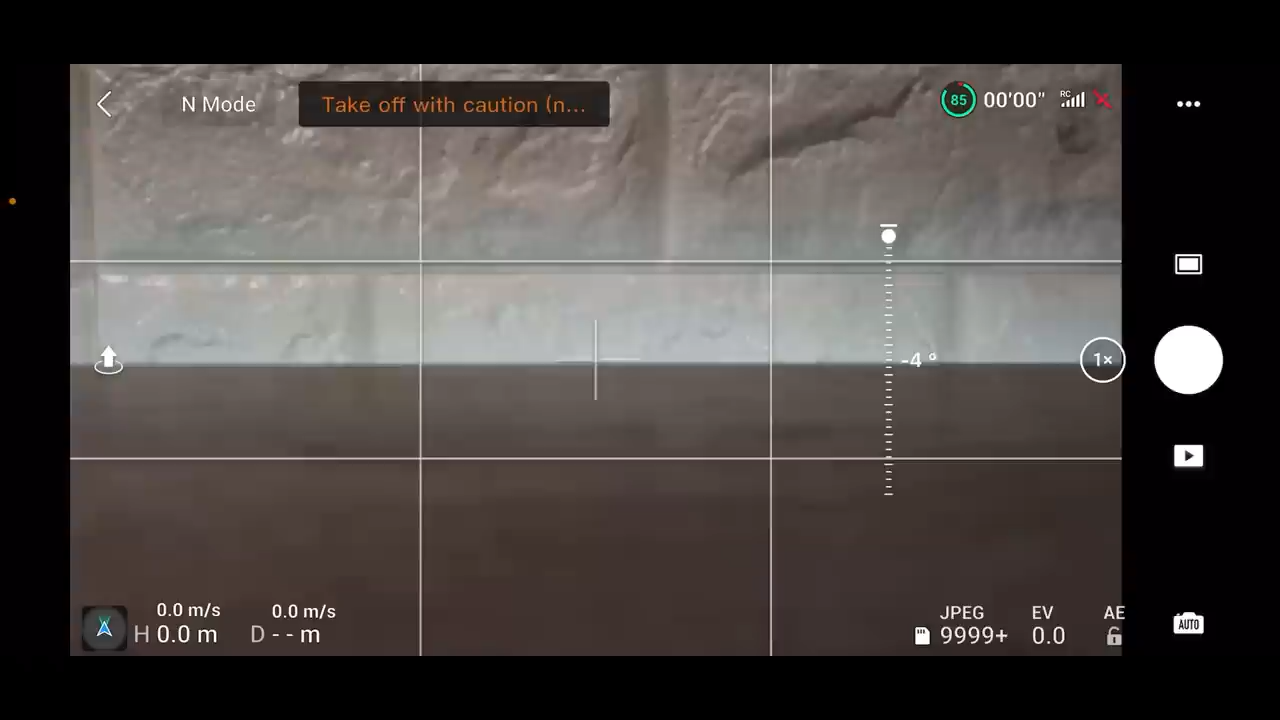 N Mode
Take off with caution (n...
85
00'00"
RC
-4 °
1×
0.0 m/s
0.0 m/s
H 0.0 m
D - - m
JPEG
EV
AE
9999+
0.0
AUTO